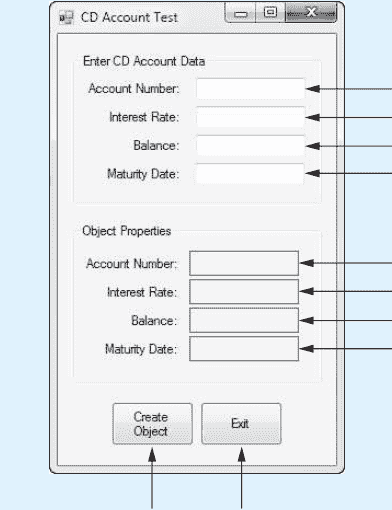 CD Account Test
Enter CD Account Data
Account Number:
Interest Rate:
Balance:
Maturity Date:
Object Properties
Account Number:
Interest Rate:
Balance:
Maturity Date:
Create
Object
Exit